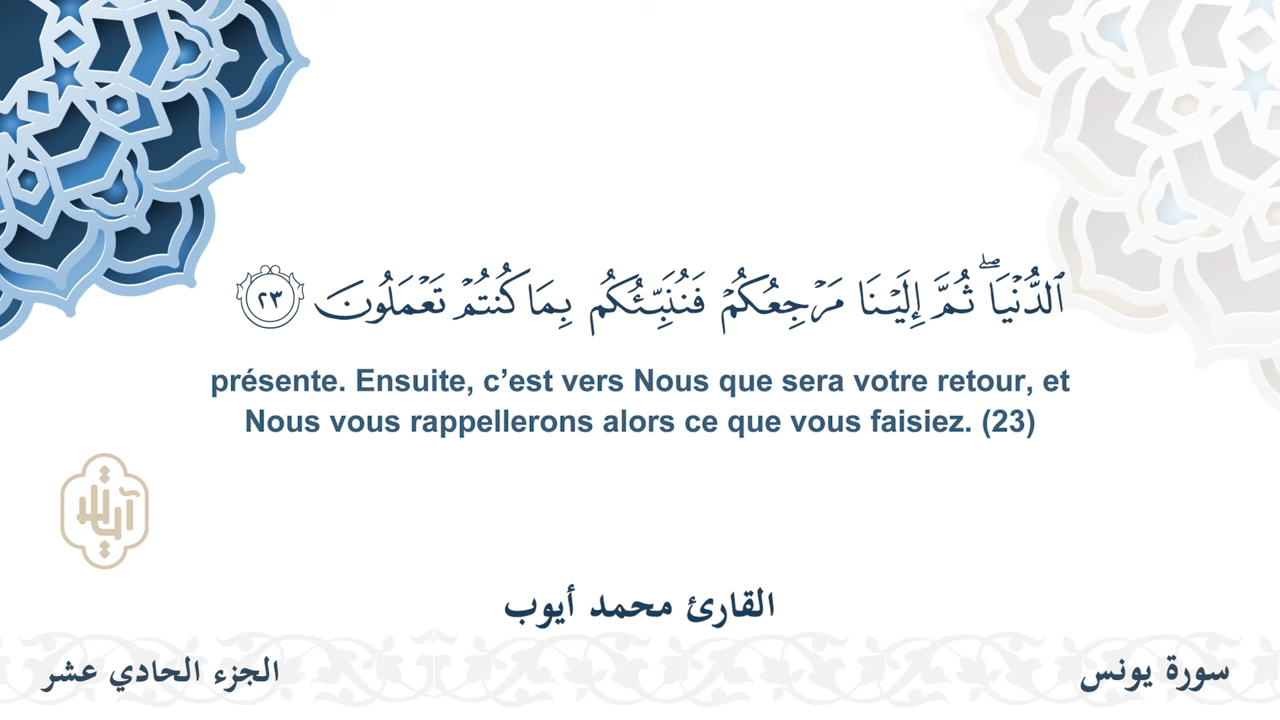 ٱلدُّنۡيَاۖ ثُمَّ إِلَيۡنَا مَرۡجِعُكُمۡ فَنُنَبِّئُكُم بِمَا كُنتُمۡ تَعۡمَلُونَ ٢٣
présente. Ensuite, c’est vers Nous que sera votre retour, et
Nous vous rappellerons alors ce que vous faisiez. (23)
آيات
القارئ محمد أيوب
سورة يونس
الجزء الحادي عشر